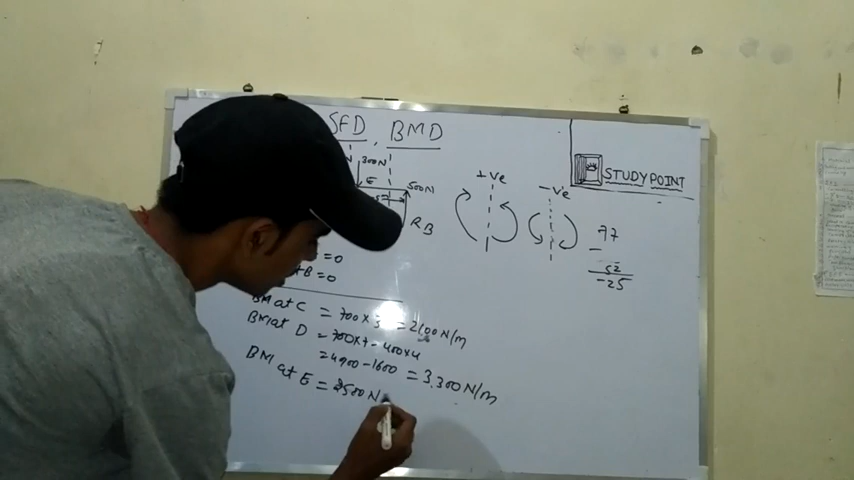 SFD, BMD
N 300N
E 500N
RB
+ve
-ve
STUDY POINT
77
-
52
-25
=0
B=0
BM at C = 700×3 = 2100 N/m
BM at D = 700×7-400×4
=4900-1600 = 3,300 N/m
BM at E = 2500 N